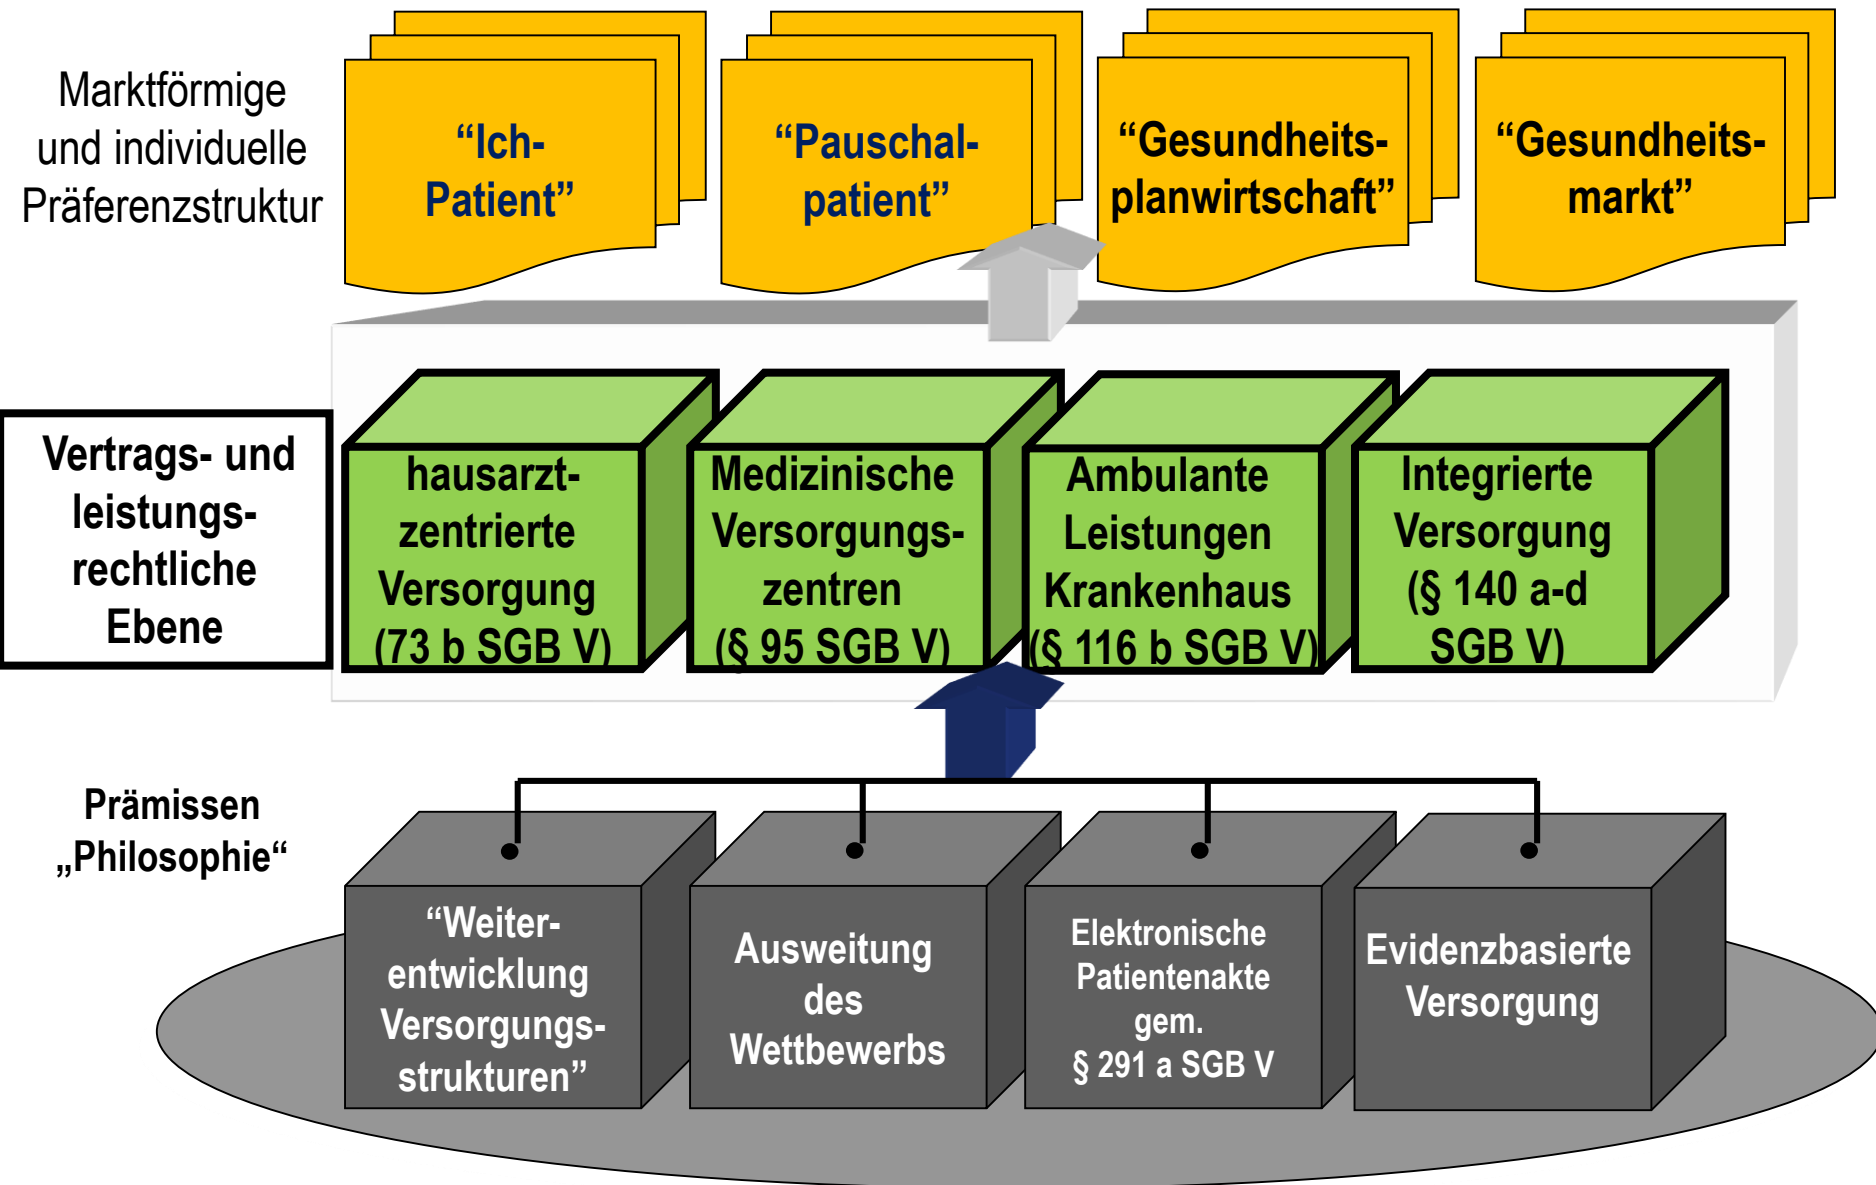 Marktförmige
und individuelle
Präferenzstruktur
“Ich-
Patient”
“Pauschal-
patient”
“Gesundheits-
planwirtschaft”
“Gesundheits-
markt”
Vertrags- und
leistungs-
rechtliche
Ebene
hausarzt-
zentrierte
Versorgung
(73 b SGB V)
Medizinische
Versorgungs-
zentren
(§ 95 SGB V)
Ambulante
Leistungen
Krankenhaus
(§ 116 b SGB V)
Integrierte
Versorgung
(§ 140 a-d
SGB V)
Prämissen
„Philosophie“
“Weiter-
entwicklung
Versorgungs-
strukturen”
Ausweitung
des
Wettbewerbs
Elektronische
Patientenakte
gem.
§ 291 a SGB V
Evidenzbasierte
Versorgung